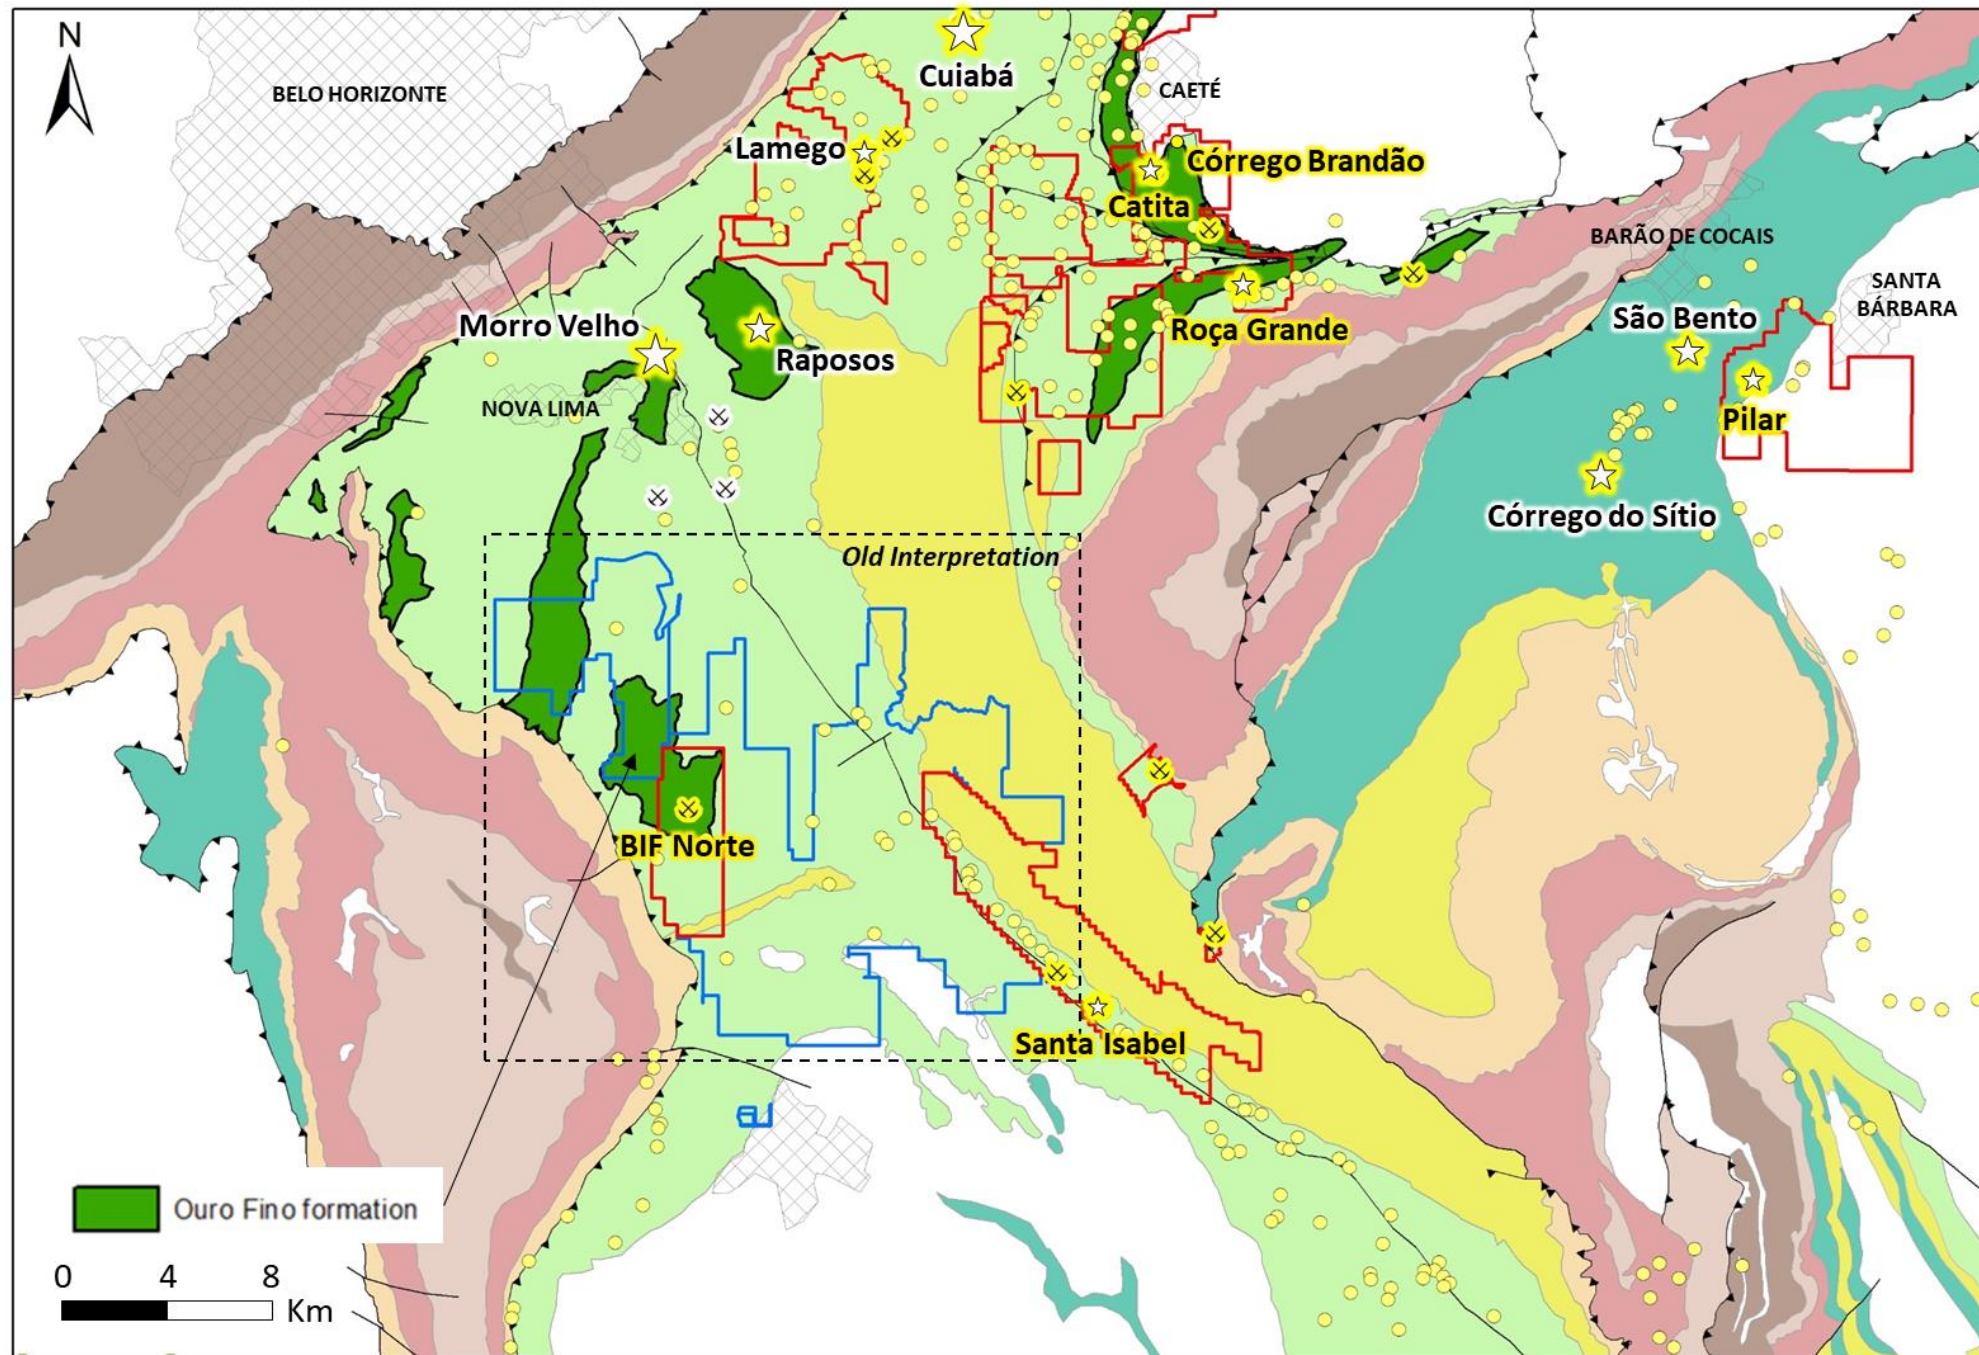 N
BELO HORIZONTE
Cuiabá
CAETÉ
Lamego
Córrego Brandão
Catita
BARÃO DE COCAIS
SANTA
BÁRBARA
Morro Velho
Raposos
Roça Grande
São Bento
NOVA LIMA
Pilar
Córrego do Sítio
Old Interpretation
BIF Norte
Santa Isabel
Ouro Fino formation
0 4 8
Km